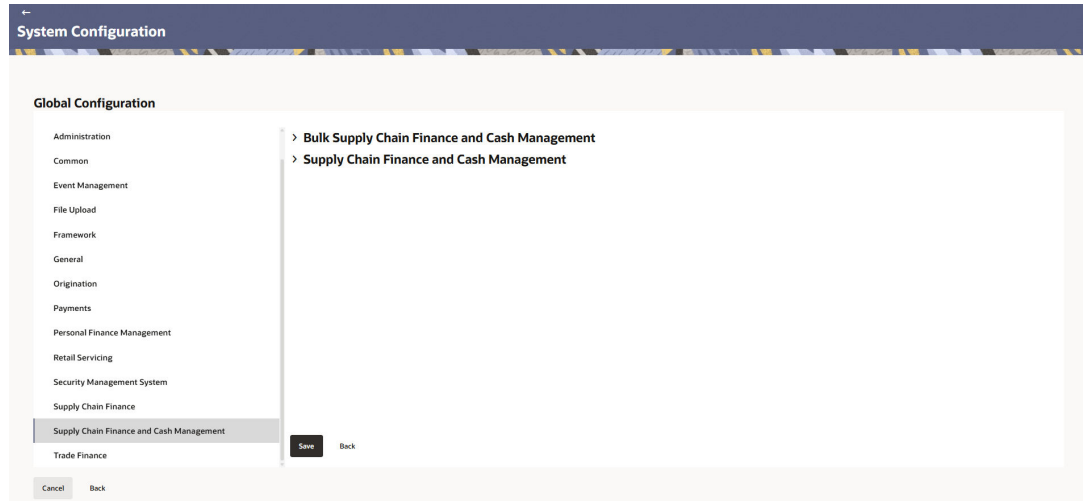 ←
System Configuration
Global Configuration
Administration
Common
Event Management
File Upload
Framework
General
Origination
Payments
Personal Finance Management
Retail Servicing
Security Management System
Supply Chain Finance
Supply Chain Finance and Cash Management
Trade Finance
> Bulk Supply Chain Finance and Cash Management
> Supply Chain Finance and Cash Management
Save Back
Cancel Back